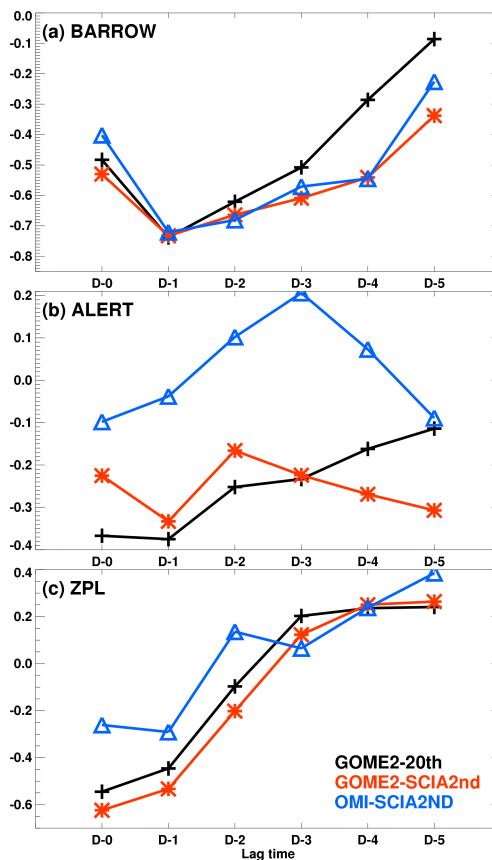 (a) BARROW
0.0
-0.1
-0.2
-0.3
-0.4
-0.5
-0.6
-0.7
-0.8
D-0 D-1 D-2 D-3 D-4 D-5
(b) ALERT
0.2
0.1
0.0
-0.1
-0.2
-0.3
-0.4
D-0 D-1 D-2 D-3 D-4 D-5
(c) ZPL
0.4
0.2
0.0
-0.2
-0.4
-0.6
GOME2-20th
GOME2-SCIA2nd
OMI-SCIA2ND
D-0 D-1 D-2 D-3 D-4 D-5
Lag time